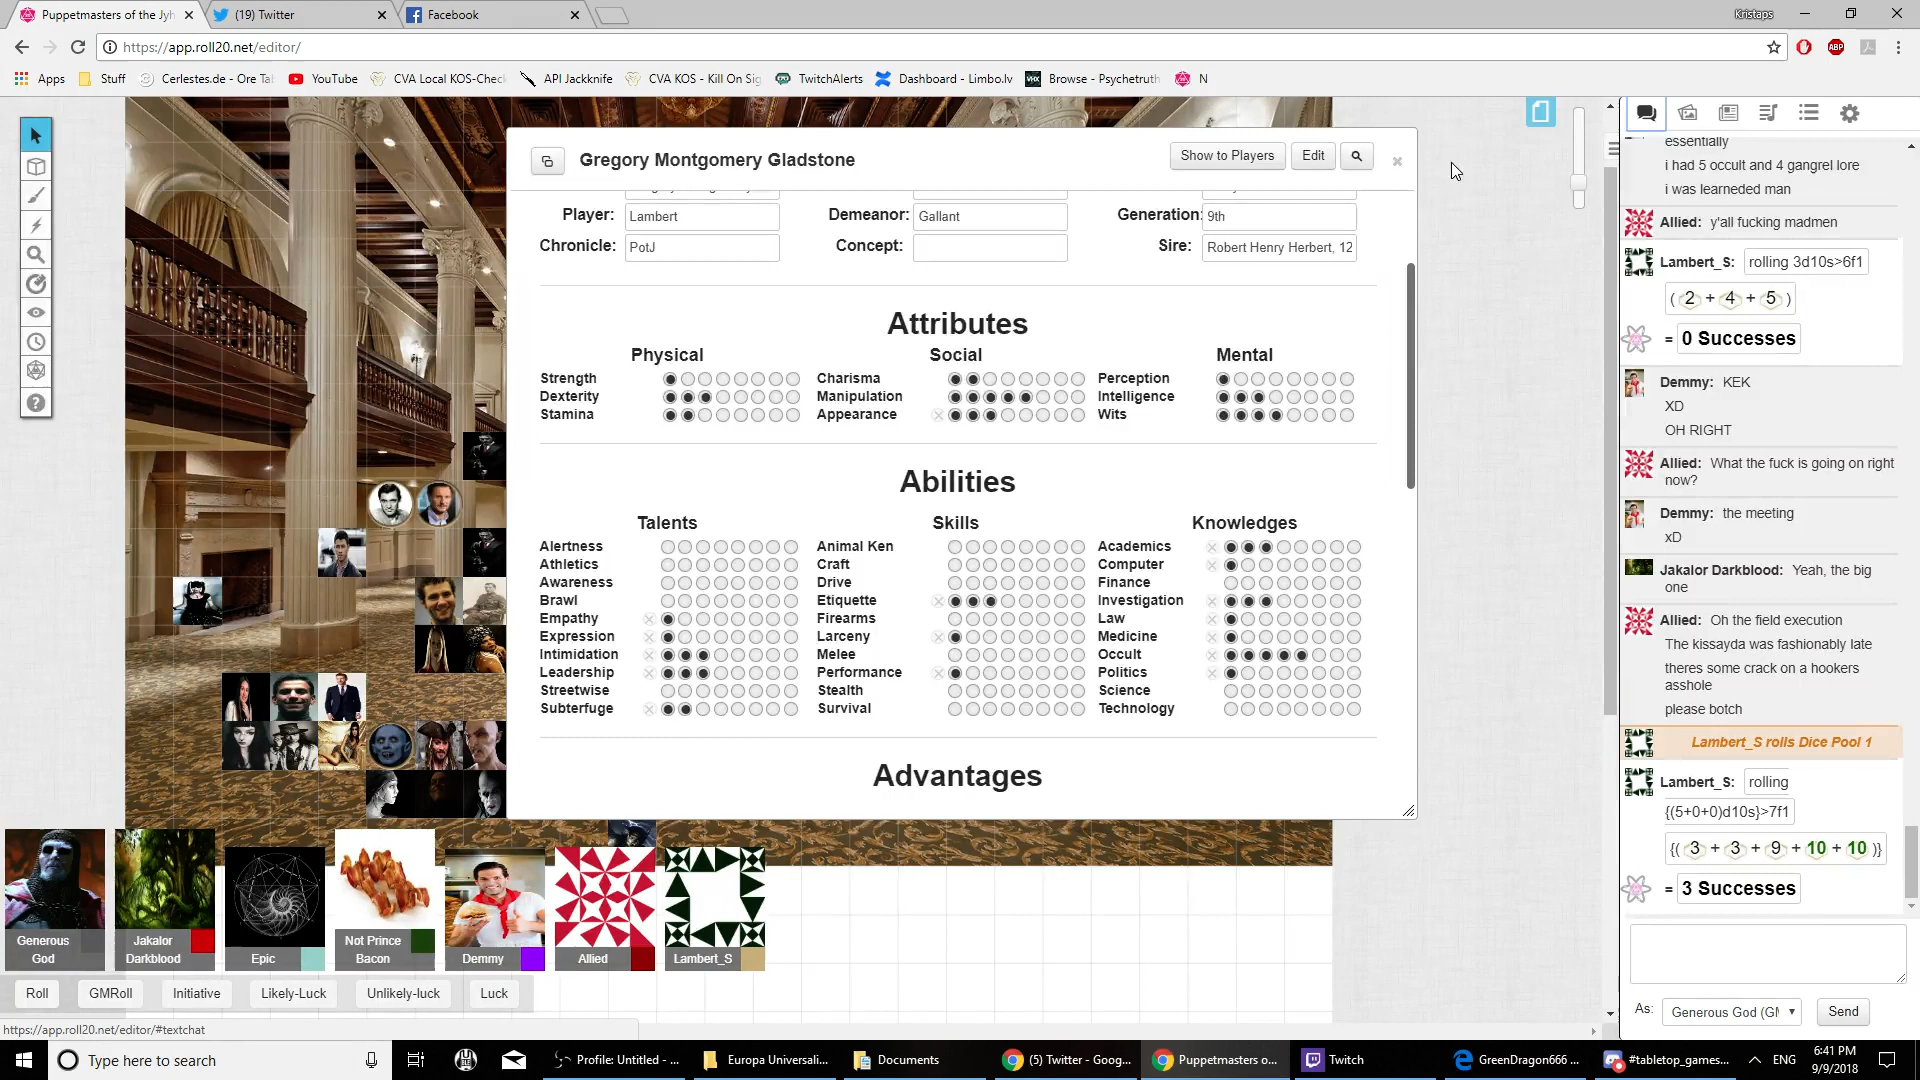 Puppetmasters of the Jyh
(19) Twitter
Facebook
Kristaps
https://app.roll20.net/editor/
Apps
Stuff
Cerlestes.de - Ore Ta
YouTube
CVA Local KOS-Chec
API Jackknife
CVA KOS - Kill On Sig
TwitchAlerts
Dashboard - Limbo.lv
Browse - Psychetruth
N
Gregory Montgomery Gladstone
Show to Players
Edit
Player: Lambert
Demeanor: Gallant
Generation: 9th
Chronicle: PotJ
Concept:
Sire: Robert Henry Herbert, 12
Attributes
Physical
Social
Mental
Strength
Charisma
Perception
Dexterity
Manipulation
Intelligence
Stamina
Appearance
Wits
Abilities
Talents
Skills
Knowledges
Alertness
Animal Ken
Academics
Athletics
Craft
Computer
Awareness
Drive
Finance
Brawl
Etiquette
Investigation
Empathy
Firearms
Law
Expression
Larceny
Medicine
Intimidation
Melee
Occult
Leadership
Performance
Politics
Streetwise
Stealth
Science
Subterfuge
Survival
Technology
Advantages
essentially
i had 5 occult and 4 gangrel lore
i was learneded man
Allied: y'all fucking madmen
Lambert_S: rolling 3d10s>6f1
( 2 + 4 + 5 )
= 0 Successes
Demmy: KEK
XD
OH RIGHT
Allied: What the fuck is going on right
now?
Demmy: the meeting
xD
Jakalor Darkblood: Yeah, the big
one
Allied: Oh the field execution
The kissayda was fashionably late
theres some crack on a hookers
asshole
please botch
Lambert_S rolls Dice Pool 1
Lambert_S: rolling
{(5+0+0)d10s}>7f1
{( 3 + 3 + 9 + 10 + 10 )}
= 3 Successes
As: Generous God (GM
Send
Generous
God
Jakalor
Darkblood
Epic
Not Prince
Bacon
Demmy
Allied
Lambert_S
Roll
GMRoll
Initiative
Likely-Luck
Unlikely-luck
Luck
https://app.roll20.net/editor/#textchat
Type here to search
Profile: Untitled - ...
Europa Universali...
Documents
(5) Twitter - Goog...
Puppetmasters o...
Twitch
GreenDragon666 ...
#tabletop_games...
ENG
6:41 PM
9/9/2018